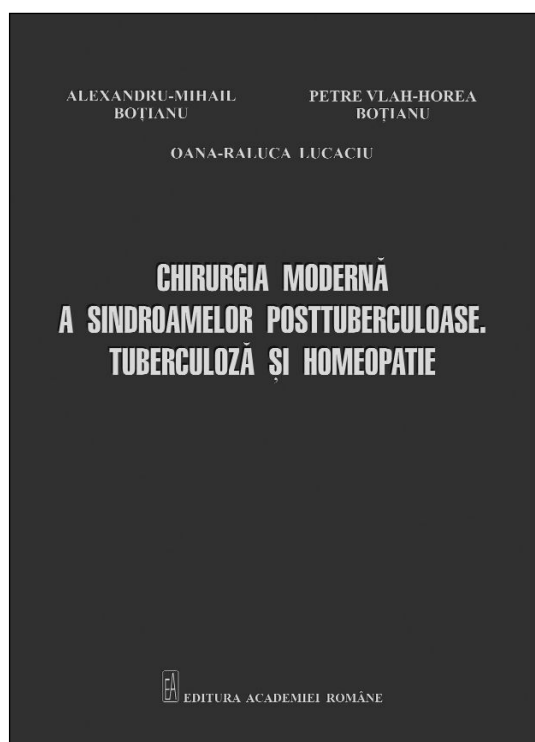 ALEXANDRU-MIHAIL
BOȚIANU
PETRE VLAH-HOREA
BOȚIANU
OANA-RALUCA LUCACIU
CHIRURGIA MODERNĂ
A SINDROAMELOR POSTTUBERCULOASE.
TUBERCULOZĂ ȘI HOMEOPATIE
EA EDITURA ACADEMIEI ROMÂNE